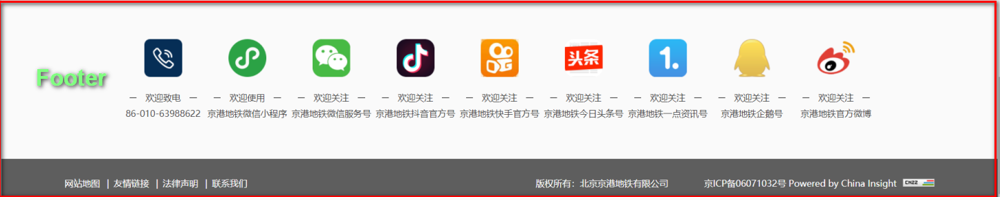 头条
1.
Footer
— 欢迎致电 — — 欢迎使用 — — 欢迎关注 — — 欢迎关注 — — 欢迎关注 — — 欢迎关注 — — 欢迎关注 — — 欢迎关注 — — 欢迎关注 —
86-010-63988622 京港地铁微信小程序 京港地铁微信服务号 京港地铁抖音官方号 京港地铁快手官方号 京港地铁今日头条号 京港地铁一点资讯号 京港地铁企鹅号 京港地铁官方微博
网站地图 | 友情链接 | 法律声明 | 联系我们 版权所有：北京京港地铁有限公司 京ICP备06071032号 Powered by China Insight CNZZ